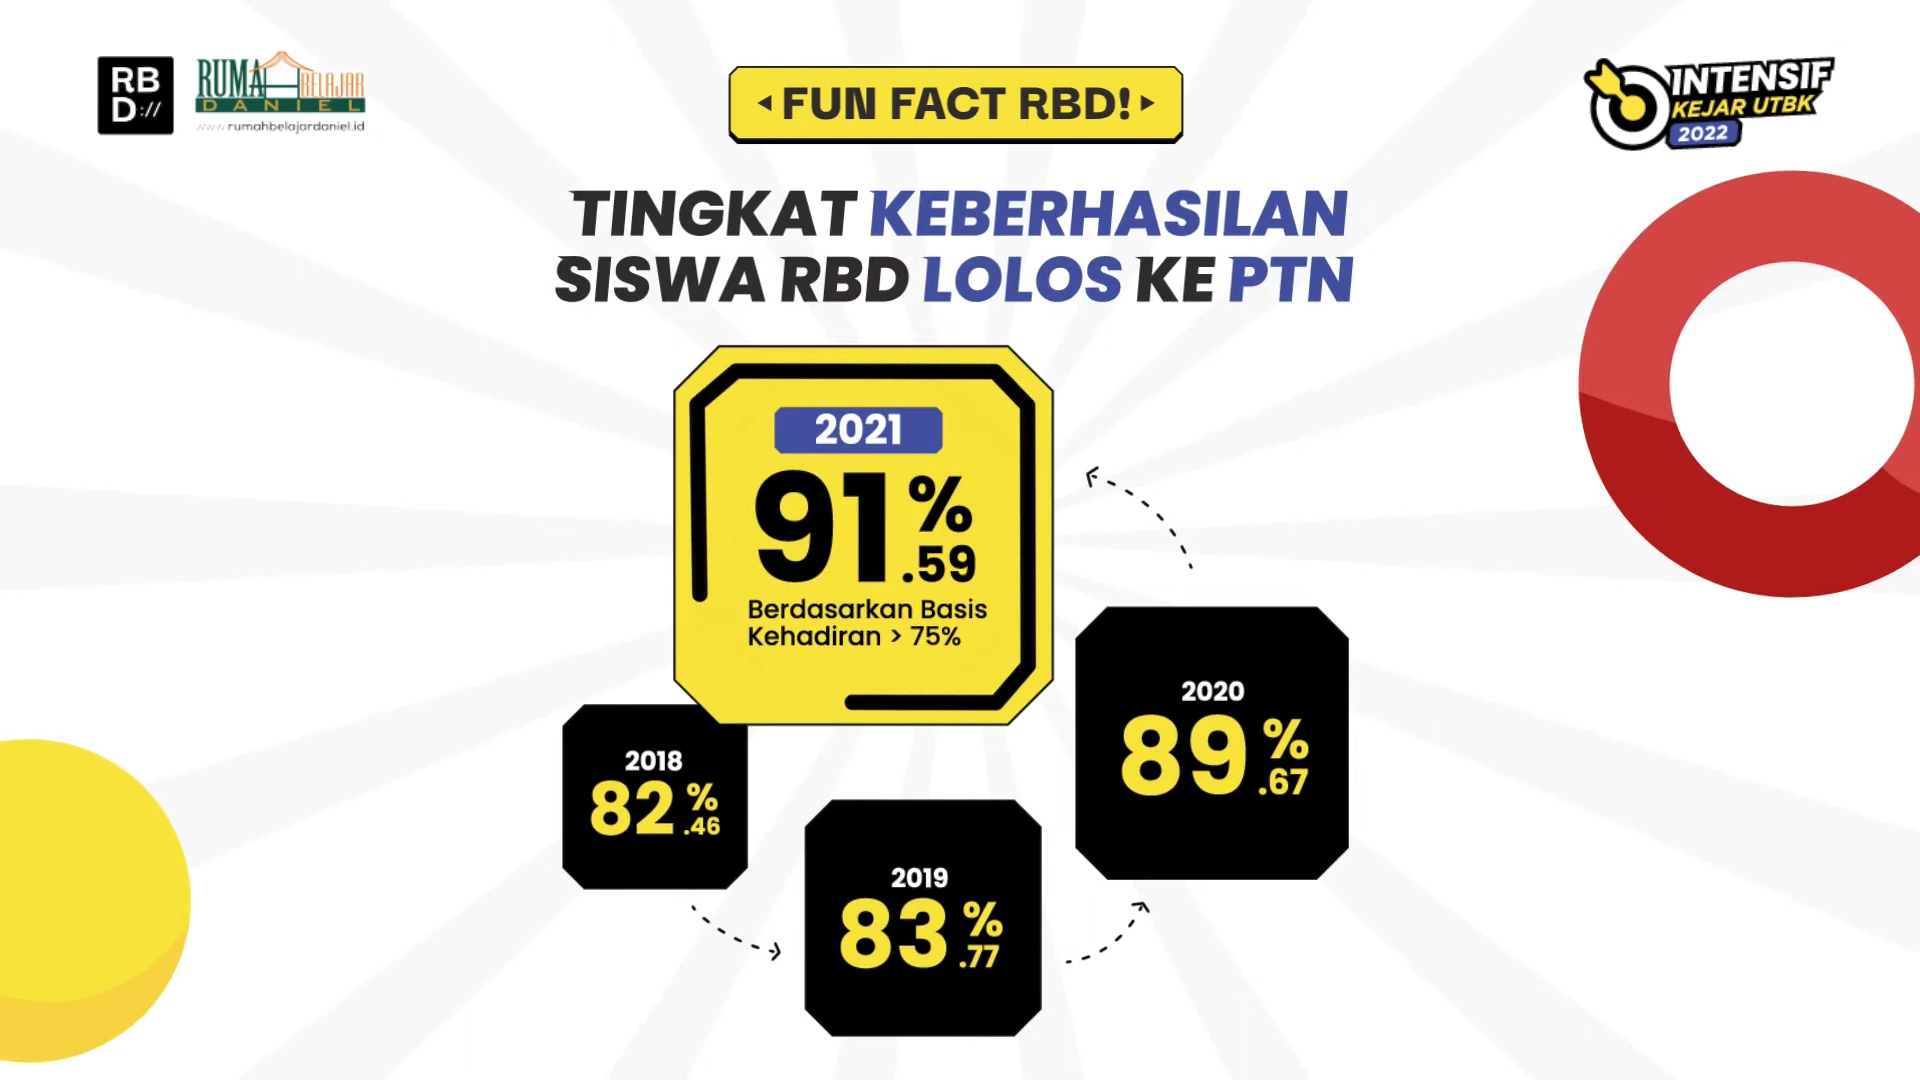 RB
D://
RUMA BELAJAR
DANIEL
www.rumahbelajardaniel.id
FUN FACT RBD!
INTENSIF
KEJAR UTBK
2022
TINGKAT KEBERHASILAN
SISWA RBD LOLOS KE PTN
2021
91%
.59
Berdasarkan Basis
Kehadiran > 75%
2018
82%
.46
2019
83%
.77
2020
89%
.67